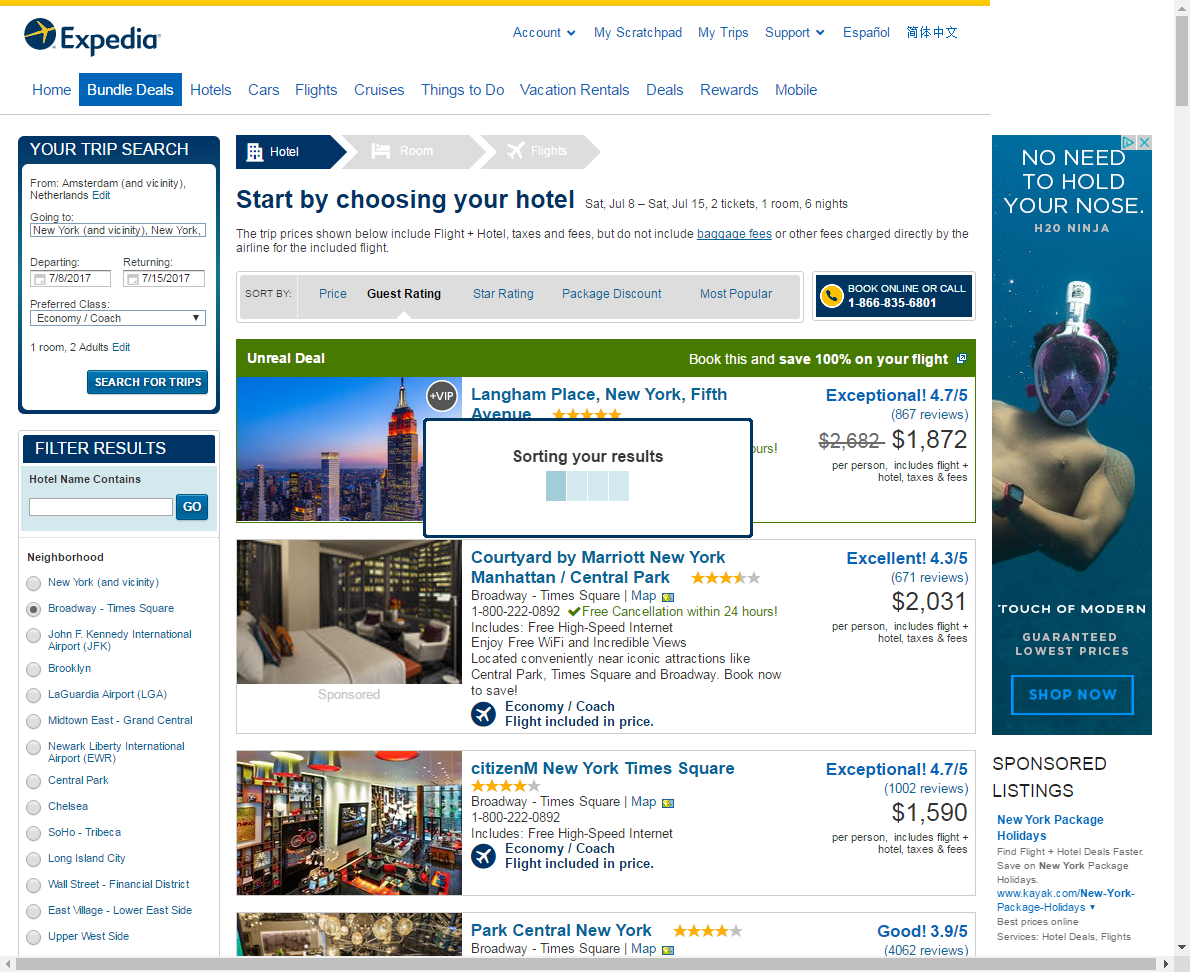 Expedia
Account
My Scratchpad
My Trips
Support
Español
简体中文
Home
Bundle Deals
Hotels
Cars
Flights
Cruises
Things to Do
Vacation Rentals
Deals
Rewards
Mobile
YOUR TRIP SEARCH
From: Amsterdam (and vicinity),
Netherlands Edit
Going to:
New York (and vicinity), New York,
Departing:
Returning:
7/8/2017
7/15/2017
Preferred Class:
Economy / Coach
1 room, 2 Adults Edit
SEARCH FOR TRIPS
FILTER RESULTS
Hotel Name Contains
GO
Neighborhood
New York (and vicinity)
Broadway - Times Square
John F. Kennedy International
Airport (JFK)
Brooklyn
LaGuardia Airport (LGA)
Midtown East - Grand Central
Newark Liberty International
Airport (EWR)
Central Park
Chelsea
SoHo - Tribeca
Long Island City
Wall Street - Financial District
East Village - Lower East Side
Upper West Side
Hotel
Room
Flights
Start by choosing your hotel Sat, Jul 8 – Sat, Jul 15, 2 tickets, 1 room, 6 nights
The trip prices shown below include Flight + Hotel, taxes and fees, but do not include baggage fees or other fees charged directly by the
airline for the included flight.
SORT BY:
Price
Guest Rating
Star Rating
Package Discount
Most Popular
BOOK ONLINE OR CALL
1-866-835-6801
Unreal Deal
Book this and save 100% on your flight
+VIP
Langham Place, New York, Fifth
Avenue
ours!
Exceptional! 4.7/5
(867 reviews)
$2,682 $1,872
per person, includes flight +
hotel, taxes & fees
Sorting your results
Sponsored
Courtyard by Marriott New York
Manhattan / Central Park
Broadway - Times Square | Map
1-800-222-0892 Free Cancellation within 24 hours!
Includes: Free High-Speed Internet
Enjoy Free WiFi and Incredible Views
Located conveniently near iconic attractions like
Central Park, Times Square and Broadway. Book now
to save!
Economy / Coach
Flight included in price.
Excellent! 4.3/5
(671 reviews)
$2,031
per person, includes flight +
hotel, taxes & fees
citizenM New York Times Square
Broadway - Times Square | Map
1-800-222-0892
Includes: Free High-Speed Internet
Economy / Coach
Flight included in price.
Exceptional! 4.7/5
(1002 reviews)
$1,590
per person, includes flight +
hotel, taxes & fees
Park Central New York
Broadway - Times Square | Map
Good! 3.9/5
(4062 reviews)
NO NEED
TO HOLD
YOUR NOSE.
H20 NINJA
TOUCH OF MODERN
GUARANTEED
LOWEST PRICES
SHOP NOW
SPONSORED
LISTINGS
New York Package
Holidays
Find Flight + Hotel Deals Faster.
Save on New York Package
Holidays.
www.kayak.com/New-York-
Package-Holidays
Best prices online
Services: Hotel Deals, Flights